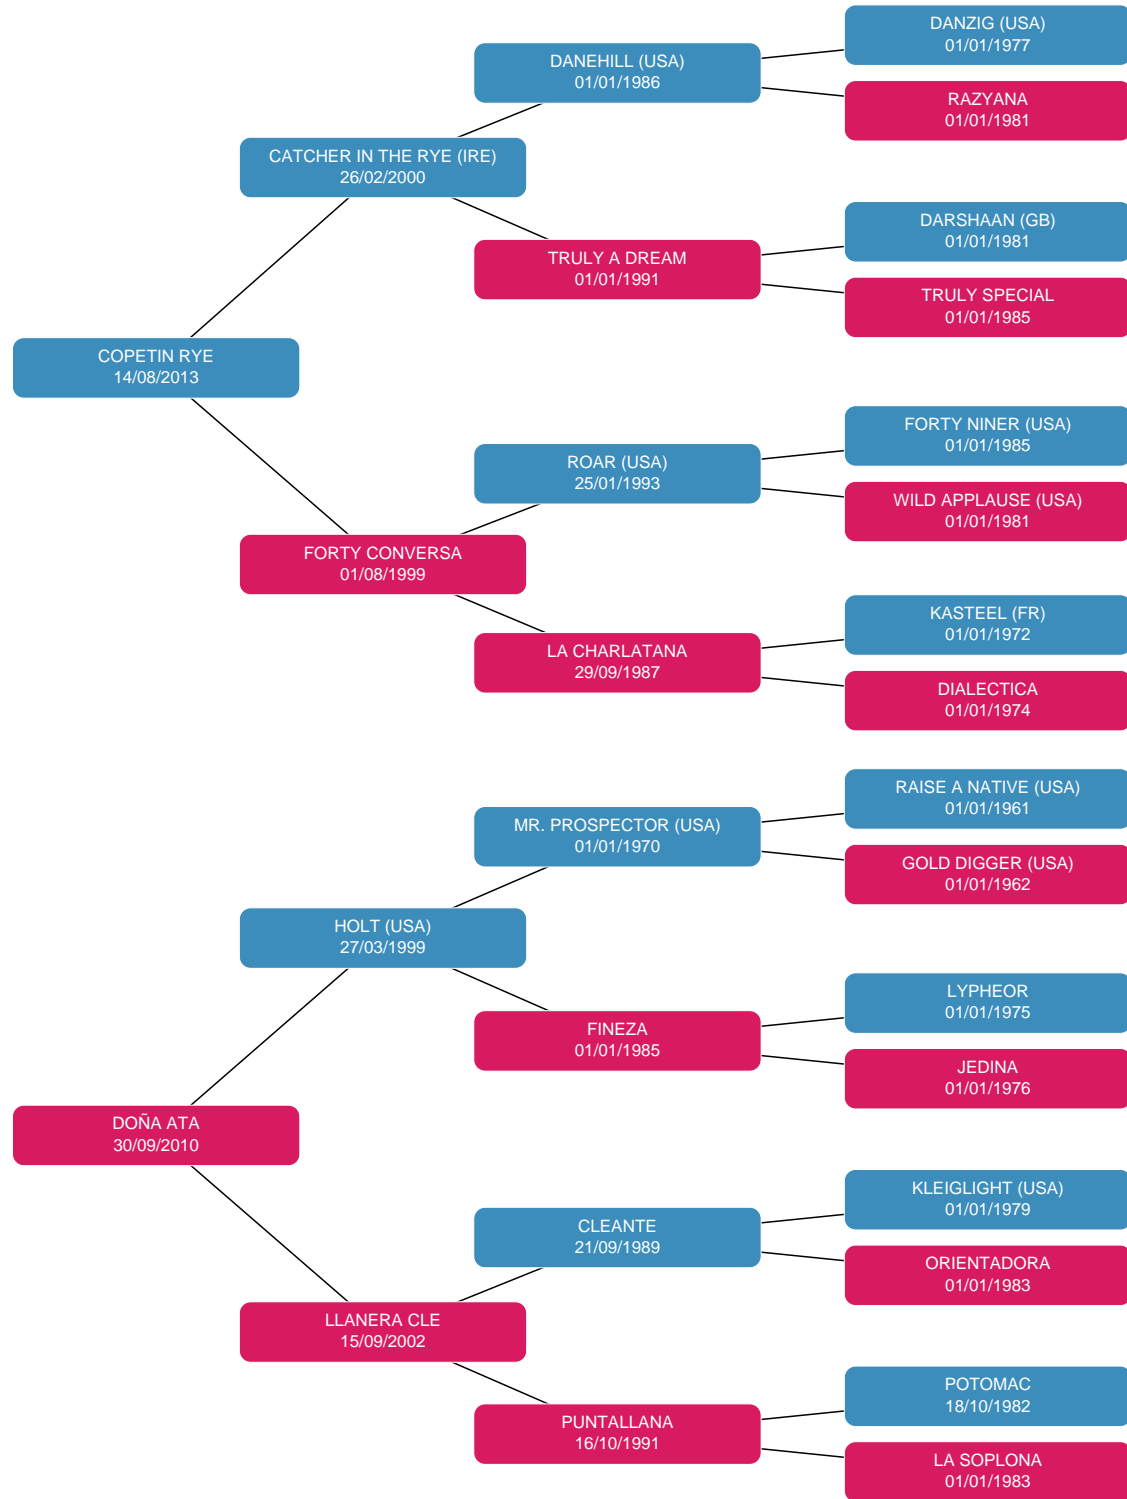 DANZIG (USA)
01/01/1977
DANEHILL (USA)
01/01/1986
RAZYANA
01/01/1981
CATCHER IN THE RYE (IRE)
26/02/2000
DARSHAAN (GB)
01/01/1981
TRULY A DREAM
01/01/1991
TRULY SPECIAL
01/01/1985
COPETIN RYE
14/08/2013
FORTY NINER (USA)
01/01/1985
ROAR (USA)
25/01/1993
WILD APPLAUSE (USA)
01/01/1981
FORTY CONVERSA
01/08/1999
KASTEEL (FR)
01/01/1972
LA CHARLATANA
29/09/1987
DIALECTICA
01/01/1974
RAISE A NATIVE (USA)
01/01/1961
MR. PROSPECTOR (USA)
01/01/1970
GOLD DIGGER (USA)
01/01/1962
HOLT (USA)
27/03/1999
LYPHEOR
01/01/1975
FINEZA
01/01/1985
JEDINA
01/01/1976
DOÑA ATA
30/09/2010
KLEIGLIGHT (USA)
01/01/1979
CLEANTE
21/09/1989
ORIENTADORA
01/01/1983
LLANERA CLE
15/09/2002
POTOMAC
18/10/1982
PUNTALLANA
16/10/1991
LA SOPLONA
01/01/1983